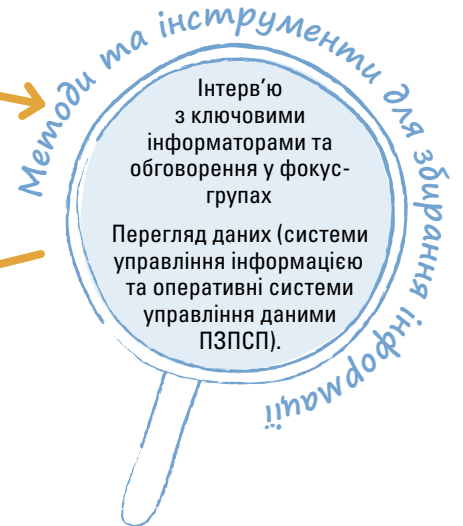 Методи та інструменти для збирання інформації
Інтерв’ю
з ключовими
інформаторами та
обговорення у фокус-
групах
Перегляд даних (системи
управління інформацією
та оперативні системи
управління даними
ПЗПСП).